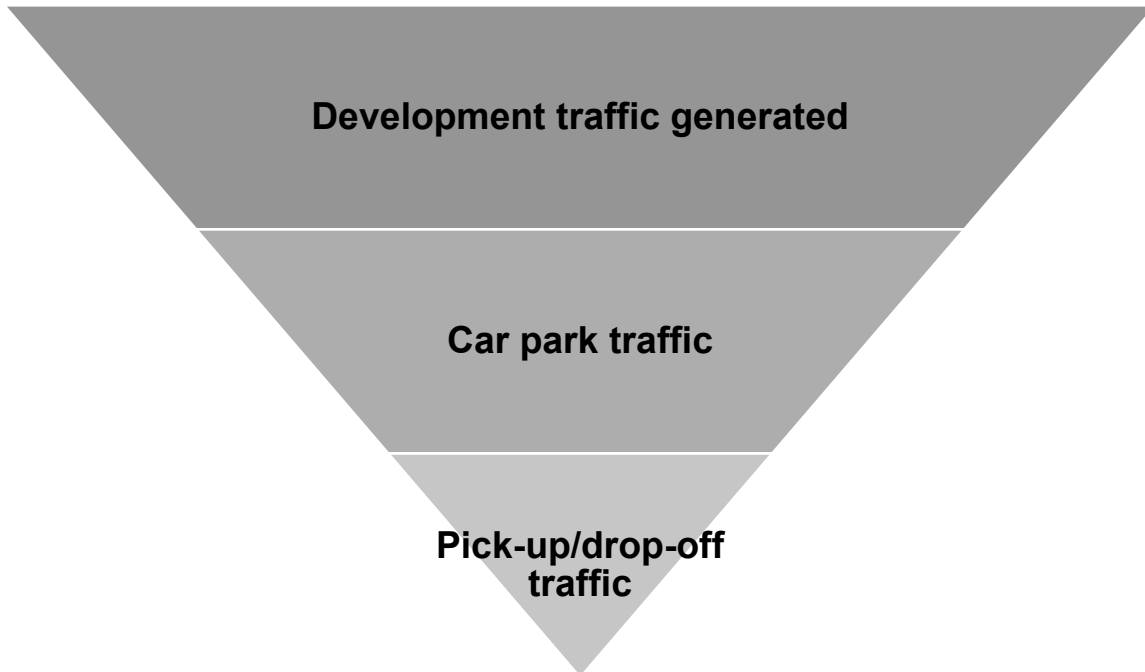 Development traffic generated
Car park traffic
Pick-up/drop-off
traffic